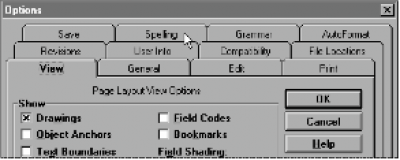 Options
Save Spelling Grammar AutoFormat
Revisions User Info Compatibility File Locations
View General Edit Print
Page Layout View Options
Show
Drawings Field Codes
Object Anchors Bookmarks
Text Boundaries Field Shading:
OK
Cancel
Help